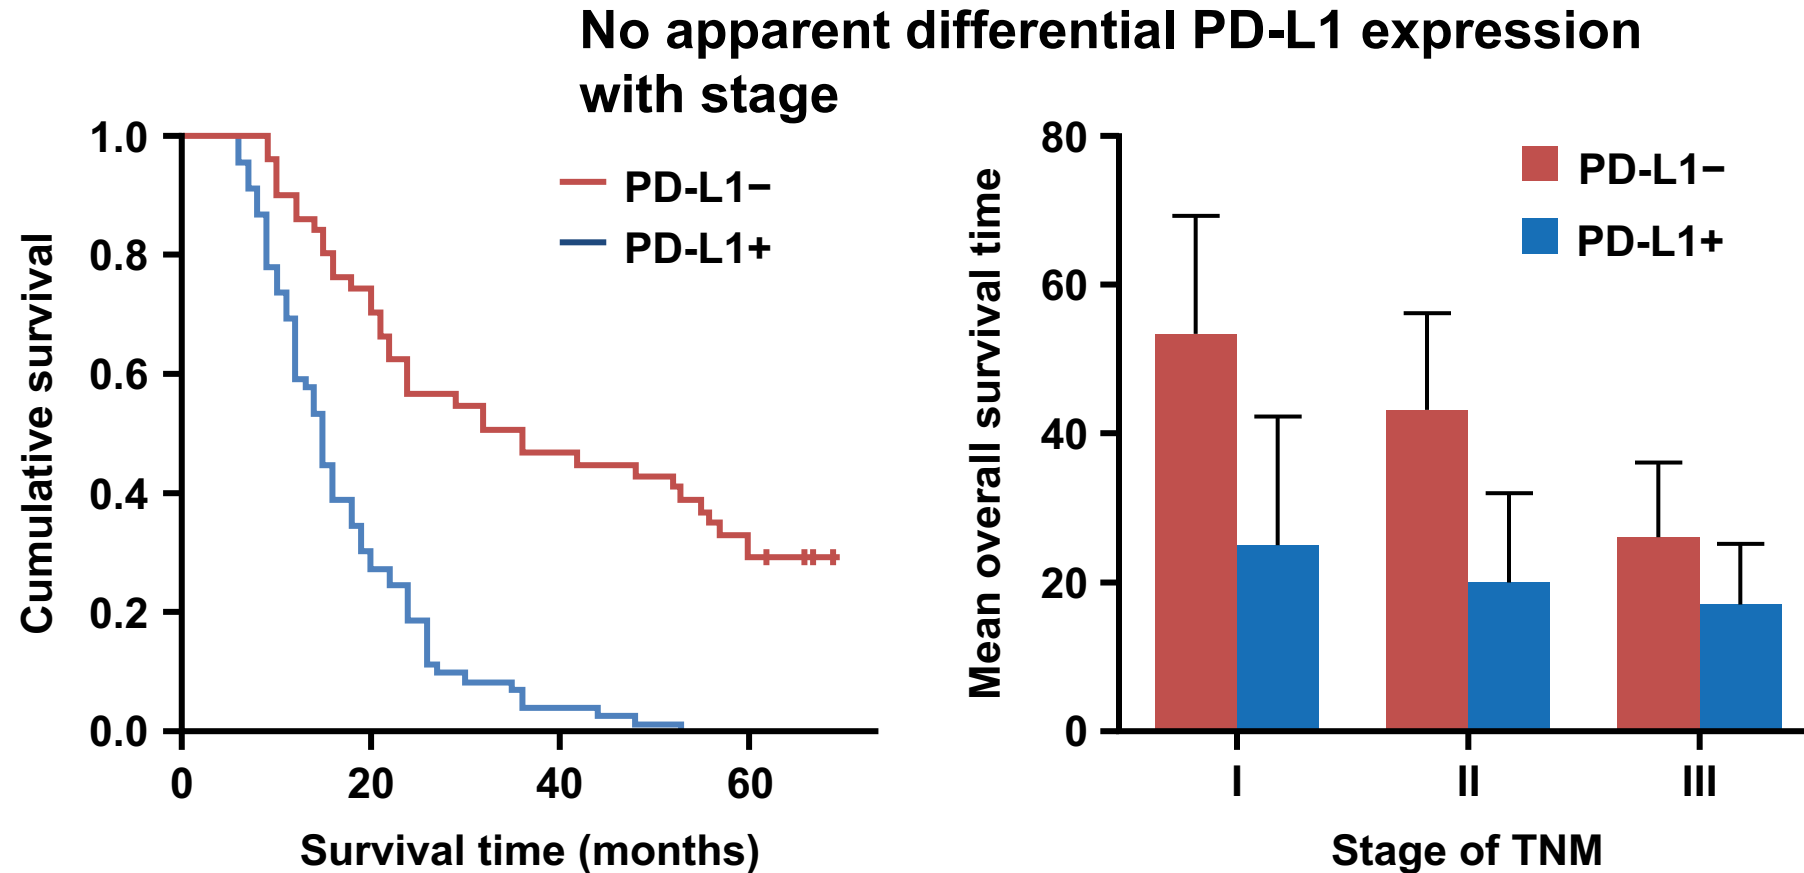 No apparent differential PD-L1 expression
with stage
Cumulative survival
1.0
0.8
0.6
0.4
0.2
0.0
0 20 40 60
Survival time (months)
PD-L1−
PD-L1+
Mean overall survival time
80
60
40
20
0
I II III
Stage of TNM
PD-L1−
PD-L1+